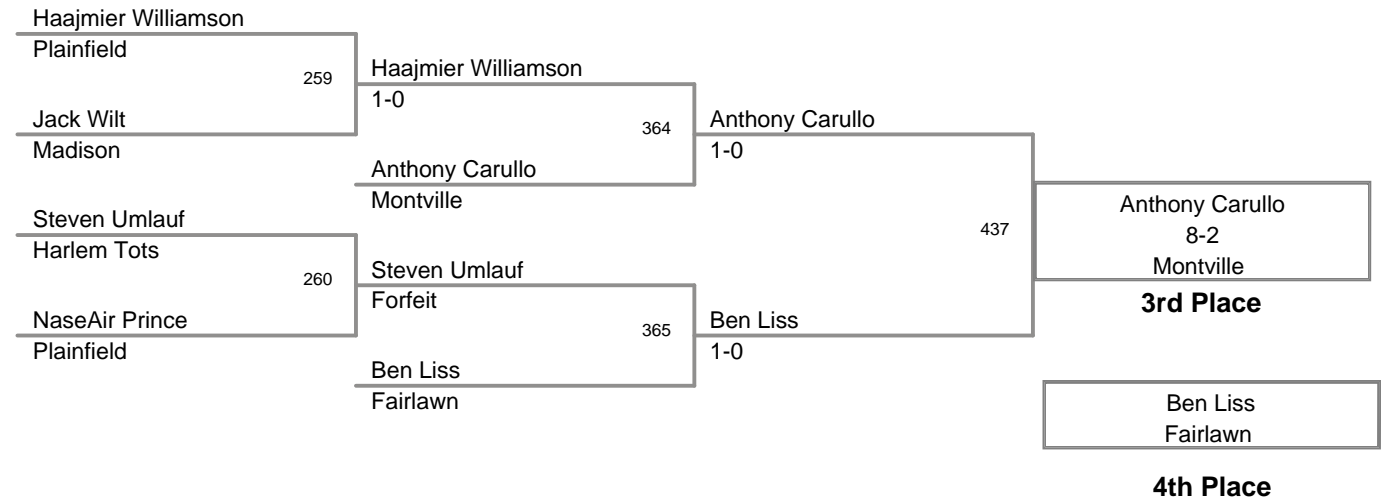 Haajmier Williamson
Plainfield
259
Jack Wilt
Madison
Steven Umlauf
Harlem Tots
260
NaseAir Prince
Plainfield
Haajmier Williamson
1-0
364
Anthony Carullo
Montville
Steven Umlauf
Forfeit
365
Ben Liss
Fairlawn
Anthony Carullo
1-0
437
Ben Liss
1-0
Anthony Carullo
8-2
Montville
3rd Place
Ben Liss
Fairlawn
4th Place